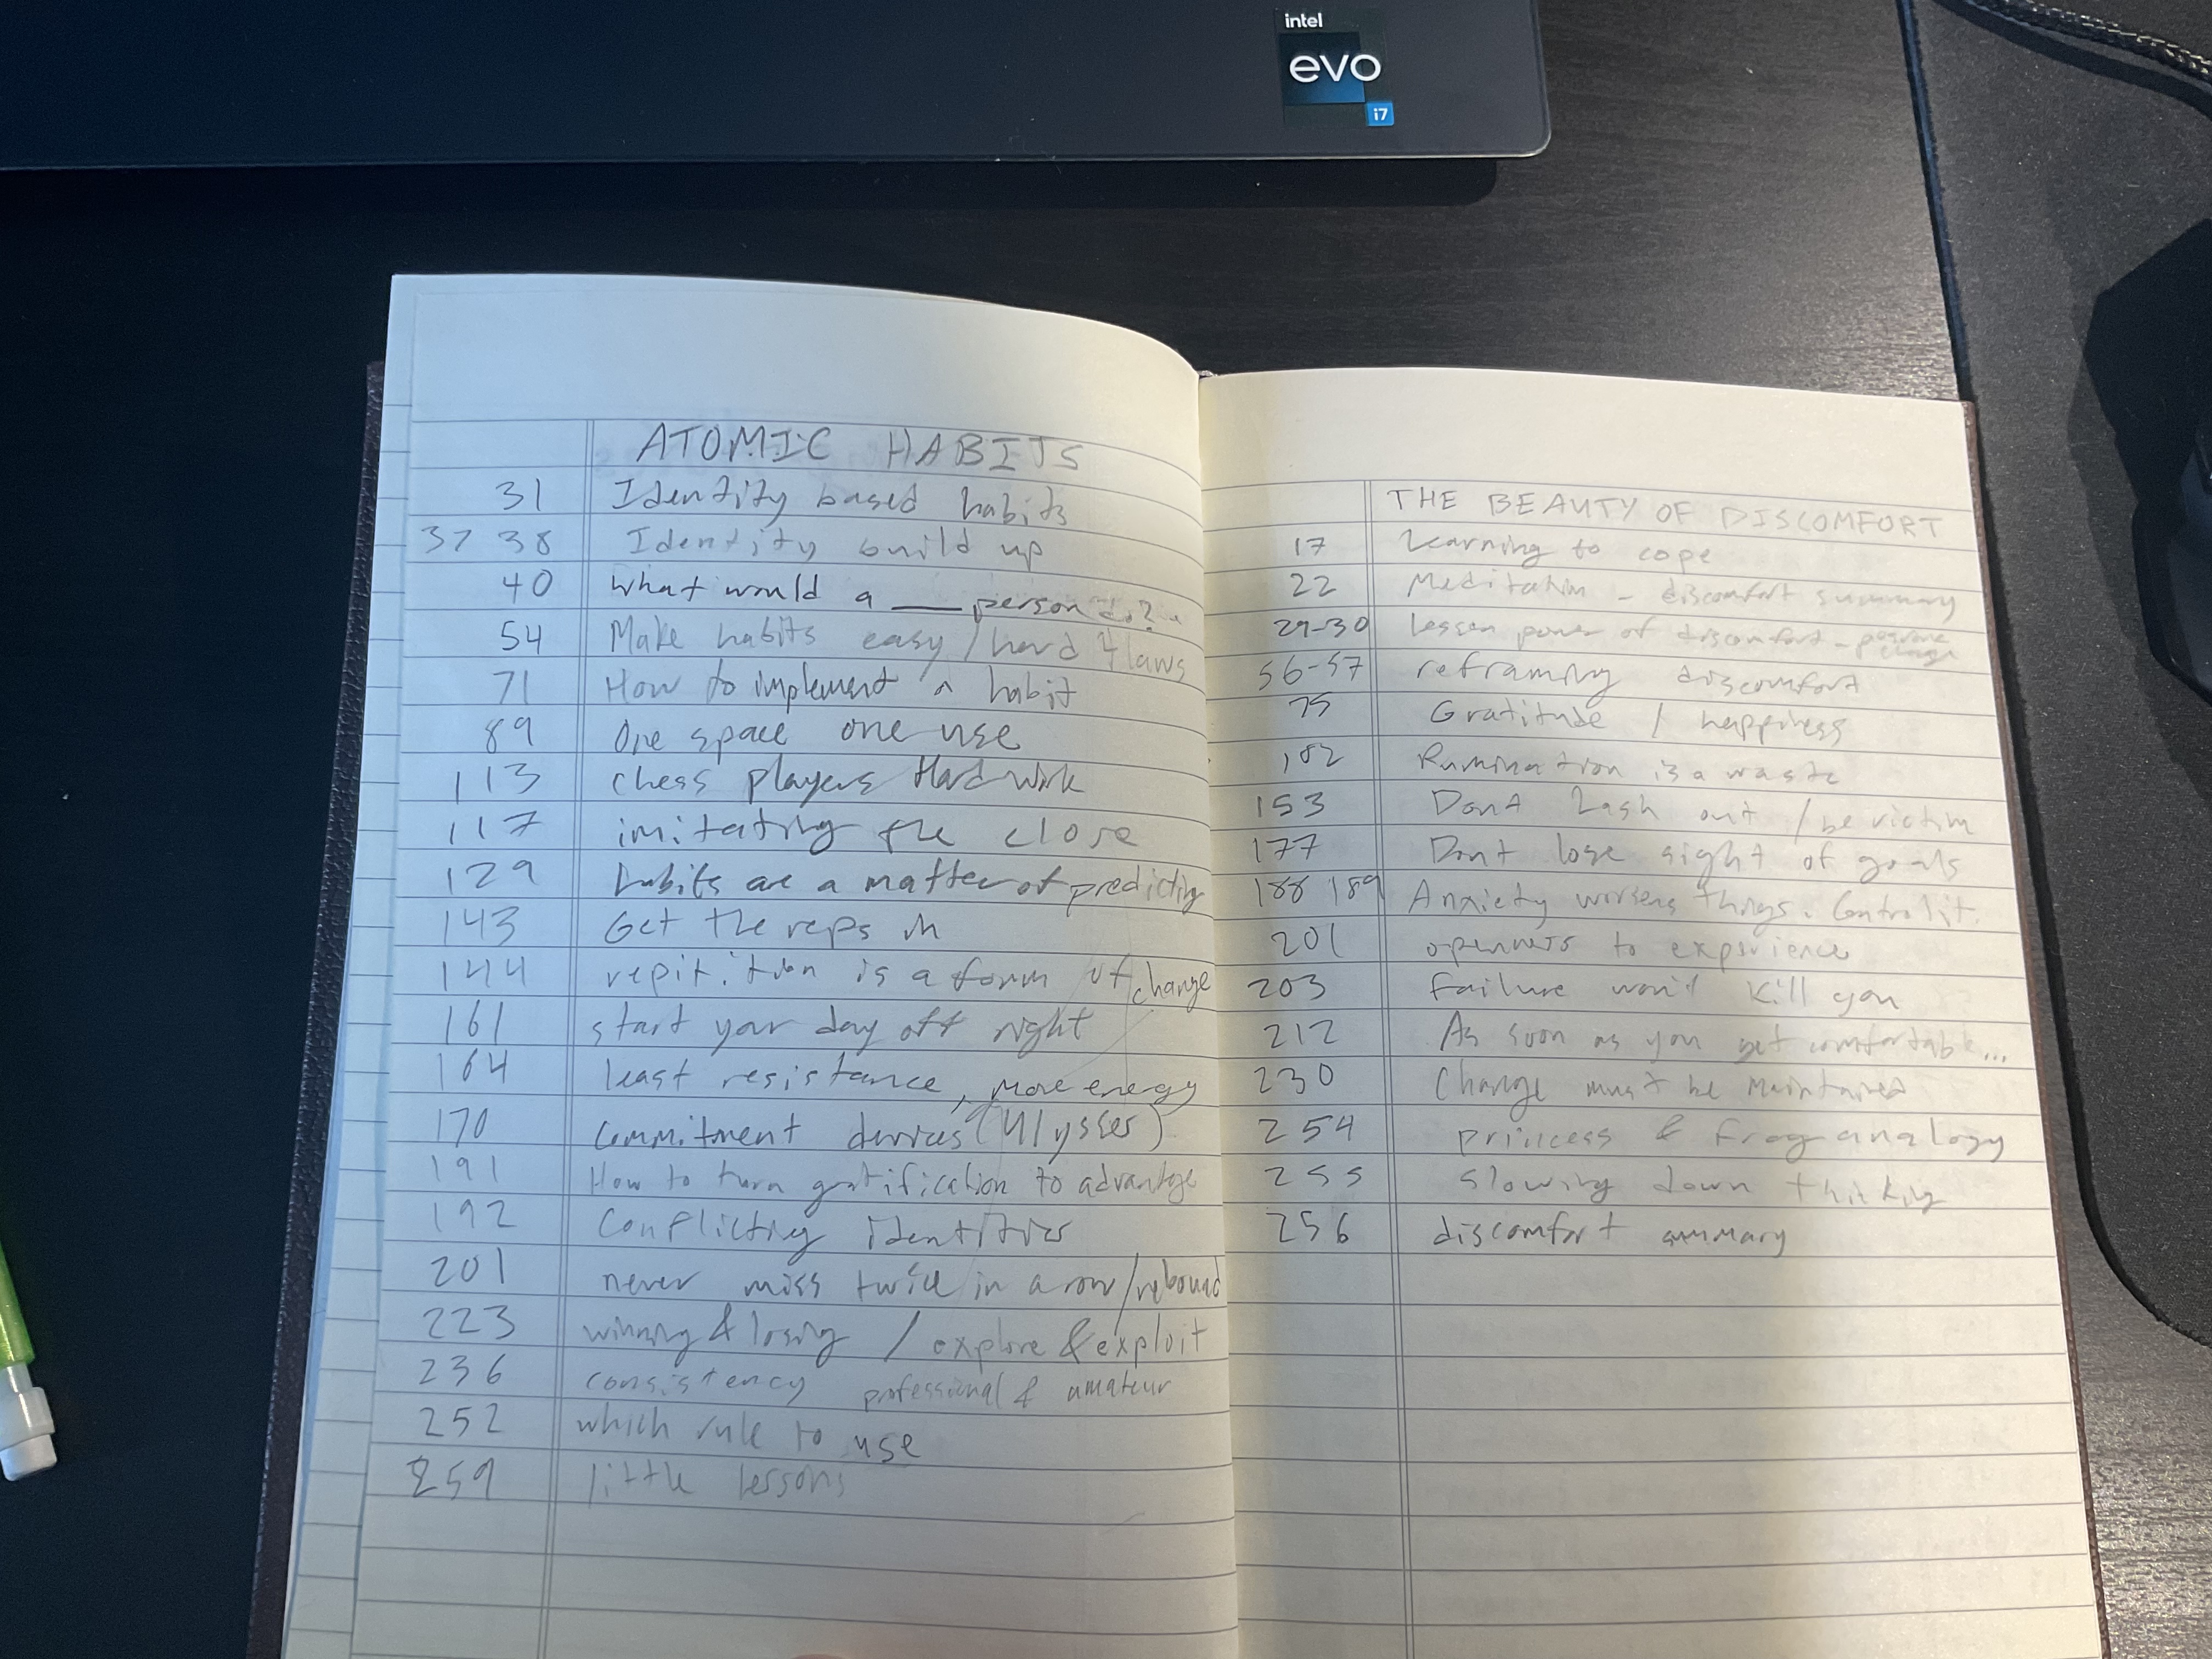 intel
evo
i7
ATOMIC HABITS
31 Identity based habits
37 38 Identity build up
40 What would a ___ person do?
54 Make habits easy / hard 4 laws
71 How to implement a habit
89 One space one use
113 chess players Hard work
117 imitating the close
129 habits are a matter of predicting
143 Get the reps in
144 repitition is a form of change
161 start your day off right
164 least resistance, more energy
170 Commitment devices (Ulysses)
191 How to turn gratification to advantage
192 Conflicting identities
201 never miss twice in a row/rebound
223 winning & losing / explore & exploit
236 consistency professional & amateur
252 which rule to use
259 little lessons
THE BEAUTY OF DISCOMFORT
17 Learning to cope
22 Meditation - discomfort summary
29-30 lessen power of discomfort -
56-57 reframing discomfort
75 Gratitude / happiness
102 Rumination is a waste
153 Dont Lash out / be victim
177 Dont lose sight of goals
188 189 Anxiety worsens things. Control it.
201 openness to experience
203 Failure won't kill you
212 As soon as you get comfortable...
230 Change must be Maintained
254 princess & frog analogy
255 slowing down thinking
256 discomfort summary